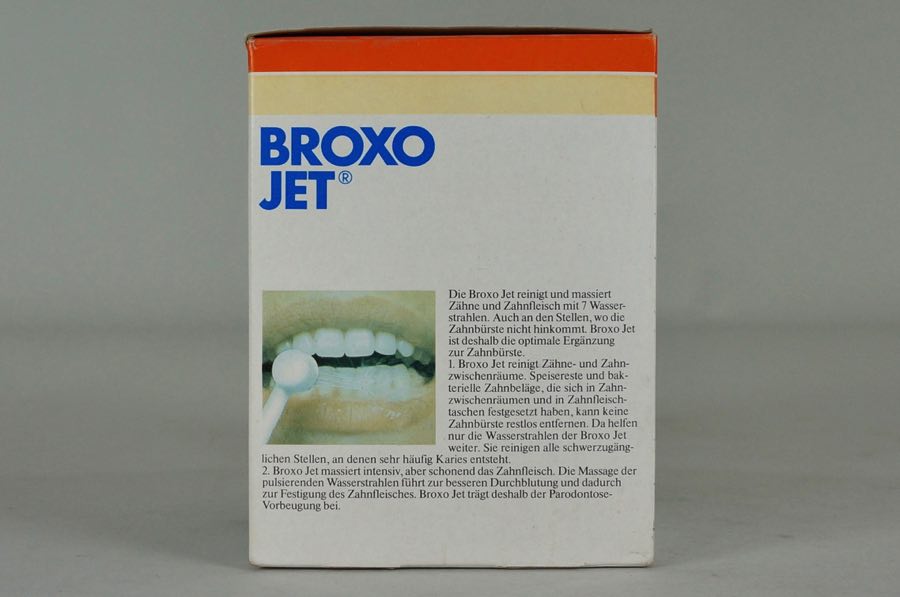 BROXO
JET®
Die Broxo Jet reinigt und massiert
Zähne und Zahnfleisch mit 7 Wasser-
strahlen. Auch an den Stellen, wo die
Zahnbürste nicht hinkommt. Broxo Jet
ist deshalb die optimale Ergänzung
zur Zahnbürste.
1. Broxo Jet reinigt Zähne- und Zahn-
zwischenräume. Speisereste und bak-
terielle Zahnbeläge, die sich in Zahn-
zwischenräumen und in Zahnfleisch-
taschen festgesetzt haben, kann keine
Zahnbürste restlos entfernen. Da helfen
nur die Wasserstrahlen der Broxo Jet
weiter. Sie reinigen alle schwerzugäng-
lichen Stellen, an denen sehr häufig Karies entsteht.
2. Broxo Jet massiert intensiv, aber schonend das Zahnfleisch. Die Massage der
pulsierenden Wasserstrahlen führt zur besseren Durchblutung und dadurch
zur Festigung des Zahnfleisches. Broxo Jet trägt deshalb der Parodontose-
Vorbeugung bei.